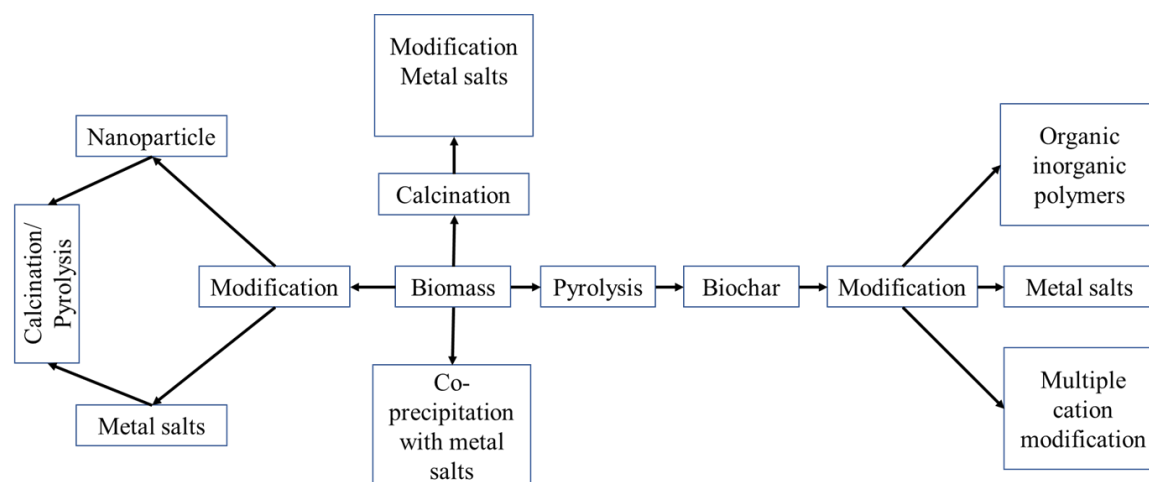 Modification
Metal salts
Nanoparticle
Calcination
Organic
inorganic
polymers
Calcination/
Pyrolysis
Modification
Biomass
Pyrolysis
Biochar
Modification
Metal salts
Metal salts
Co-
precipitation
with metal
salts
Multiple
cation
modification